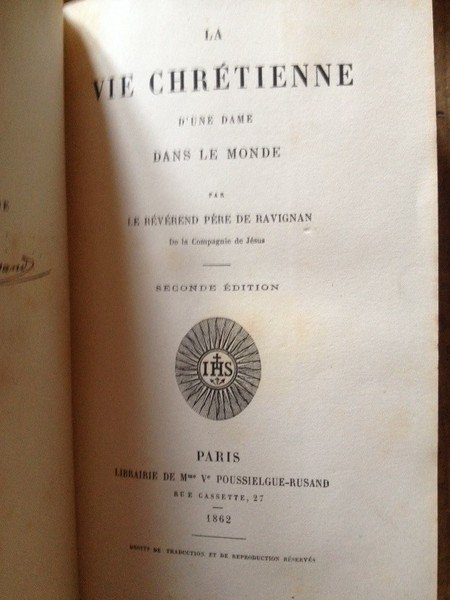 LA
VIE CHRÉTIENNE
D'UNE DAME
DANS LE MONDE
PAR
LE RÉVÉREND PÈRE DE RAVIGNAN
De la Compagnie de Jésus
SECONDE ÉDITION
IHS
PARIS
LIBRAIRIE DE Mme Ve POUSSIELGUE-RUSAND
RUE CASSETTE, 27
1862
DROITS DE TRADUCTION ET DE REPRODUCTION RÉSERVÉS